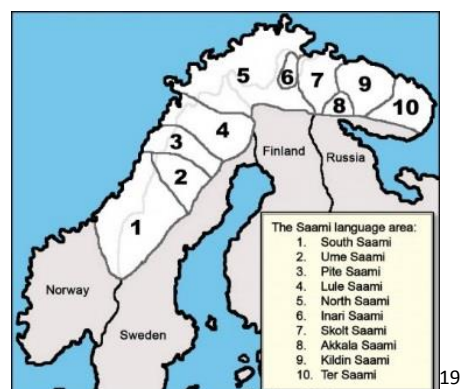 5
6
7
9
10
8
3
4
2
1
Finland
Russia
Norway
Sweden
The Saami language area:
1. South Saami
2. Ume Saami
3. Pite Saami
4. Lule Saami
5. North Saami
6. Inari Saami
7. Skolt Saami
8. Akkala Saami
9. Kildin Saami
10. Ter Saami
19